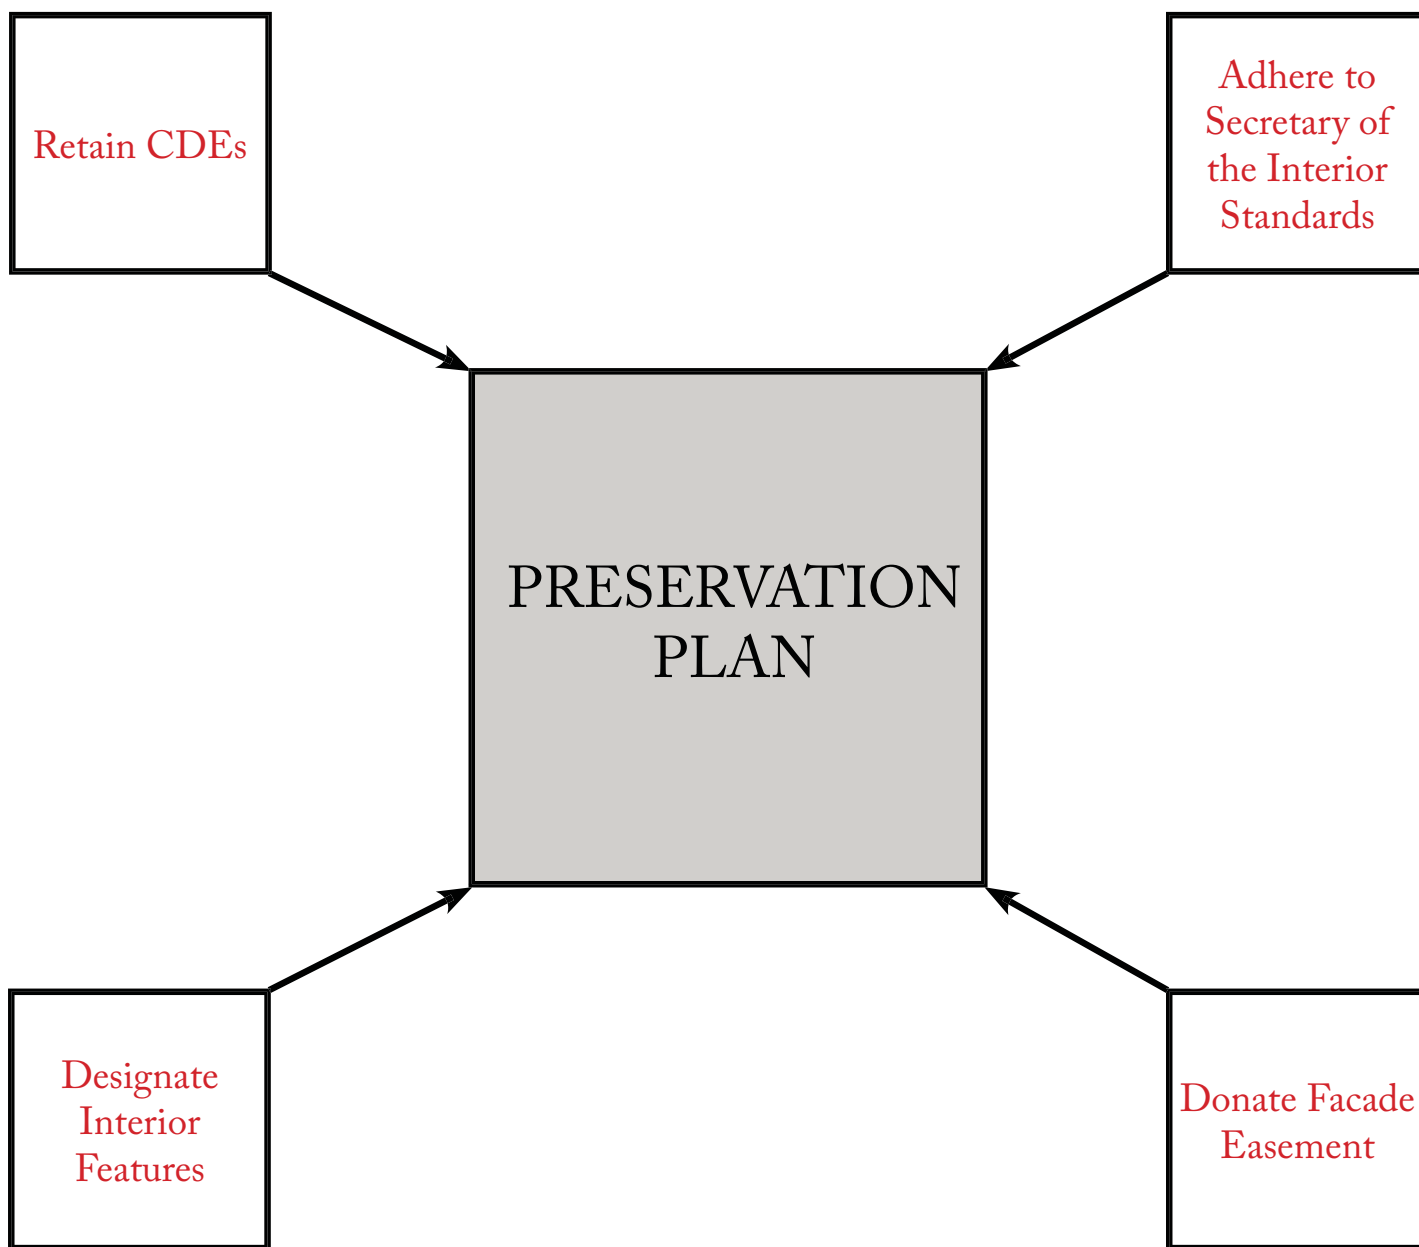 Retain CDEs
Adhere to
Secretary of
the Interior
Standards
PRESERVATION
PLAN
Designate
Interior
Features
Donate Facade
Easement